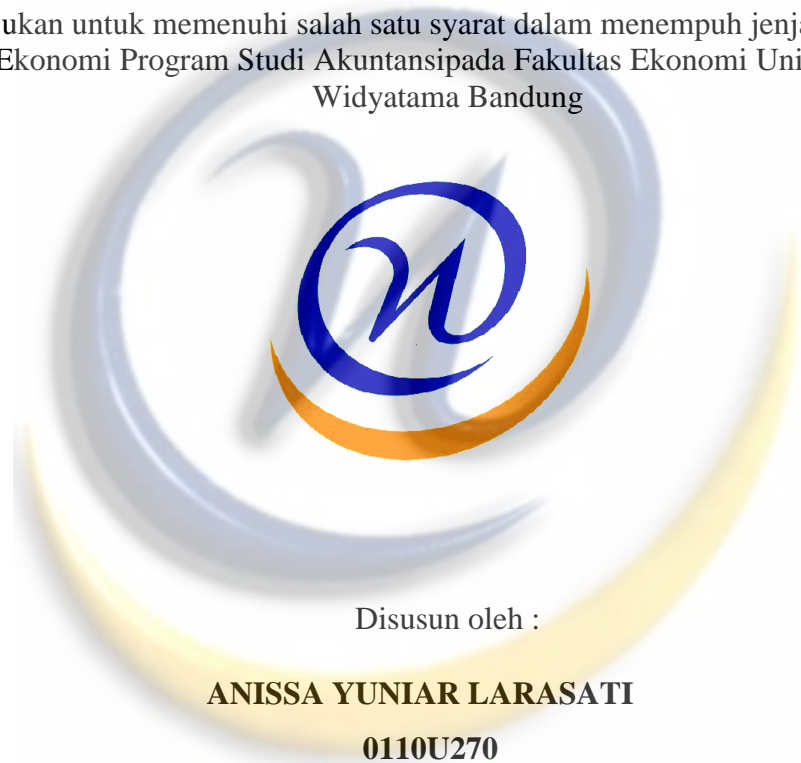 ukan untuk memenuhi salah satu syarat dalam menempuh jenj
Ekonomi Program Studi Akuntansipada Fakultas Ekonomi Uni
Widyatama Bandung
Disusun oleh :
ANISSA YUNIAR LARASATI
0110U270